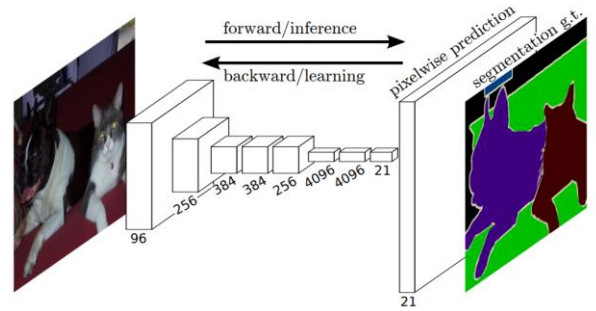 forward/inference
backward/learning
pixelwise prediction
segmentation g.t.
96
256
384
384
256
4096
4096
21
21